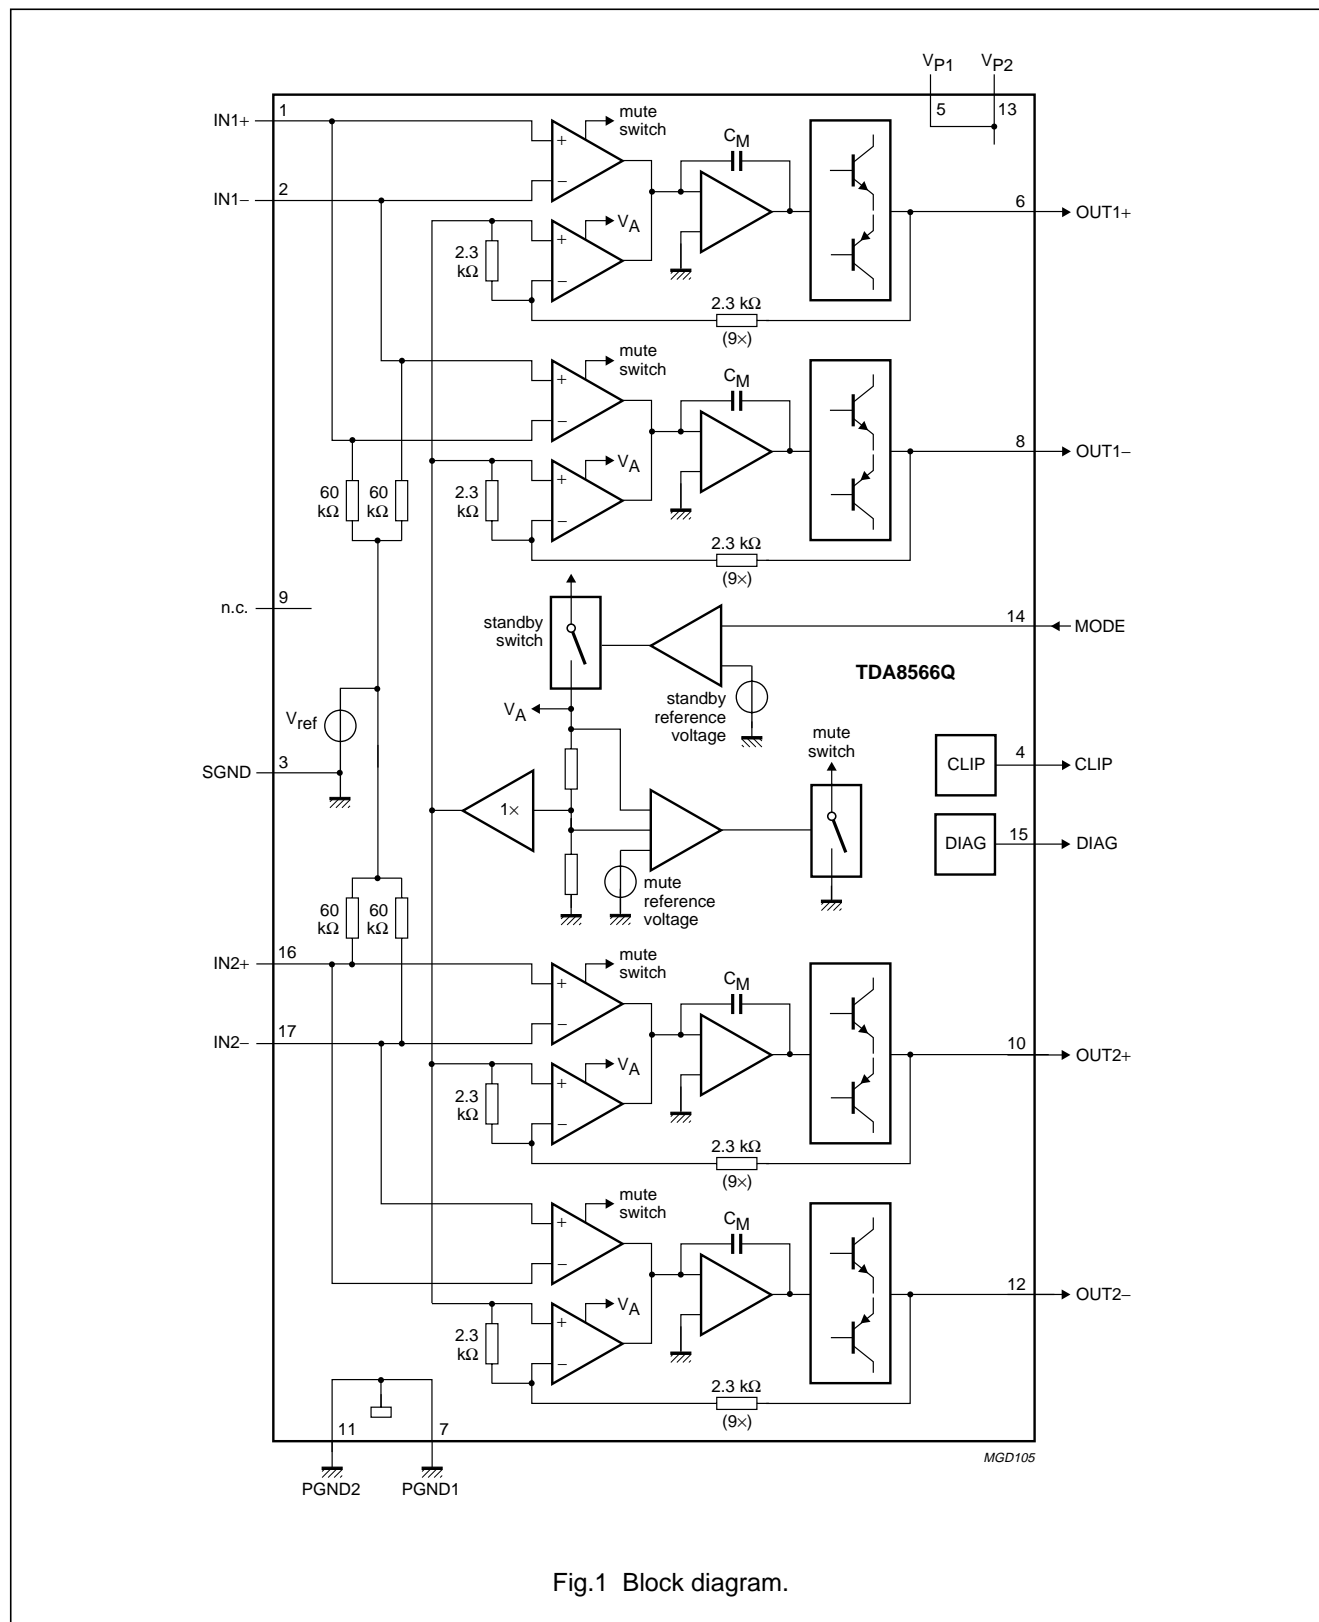 VP1
VP2
5
13
1
IN1+
mute
switch
CM
+
−
2
IN1−
6
OUT1+
VA
2.3
kΩ
+
−
2.3 kΩ
(9×)
mute
switch
CM
+
−
8
OUT1−
VA
60
kΩ
60
kΩ
2.3
kΩ
+
−
2.3 kΩ
(9×)
9
n.c.
standby
switch
14
MODE
TDA8566Q
standby
reference
voltage
VA
Vref
mute
switch
3
SGND
CLIP
4
CLIP
1×
DIAG
15
DIAG
mute
reference
voltage
60
kΩ
60
kΩ
16
IN2+
mute
switch
CM
+
−
17
IN2−
10
OUT2+
VA
2.3
kΩ
+
−
2.3 kΩ
(9×)
mute
switch
CM
+
−
12
OUT2−
VA
2.3
kΩ
+
−
2.3 kΩ
(9×)
11
7
MGD105
PGND2
PGND1
Fig.1 Block diagram.